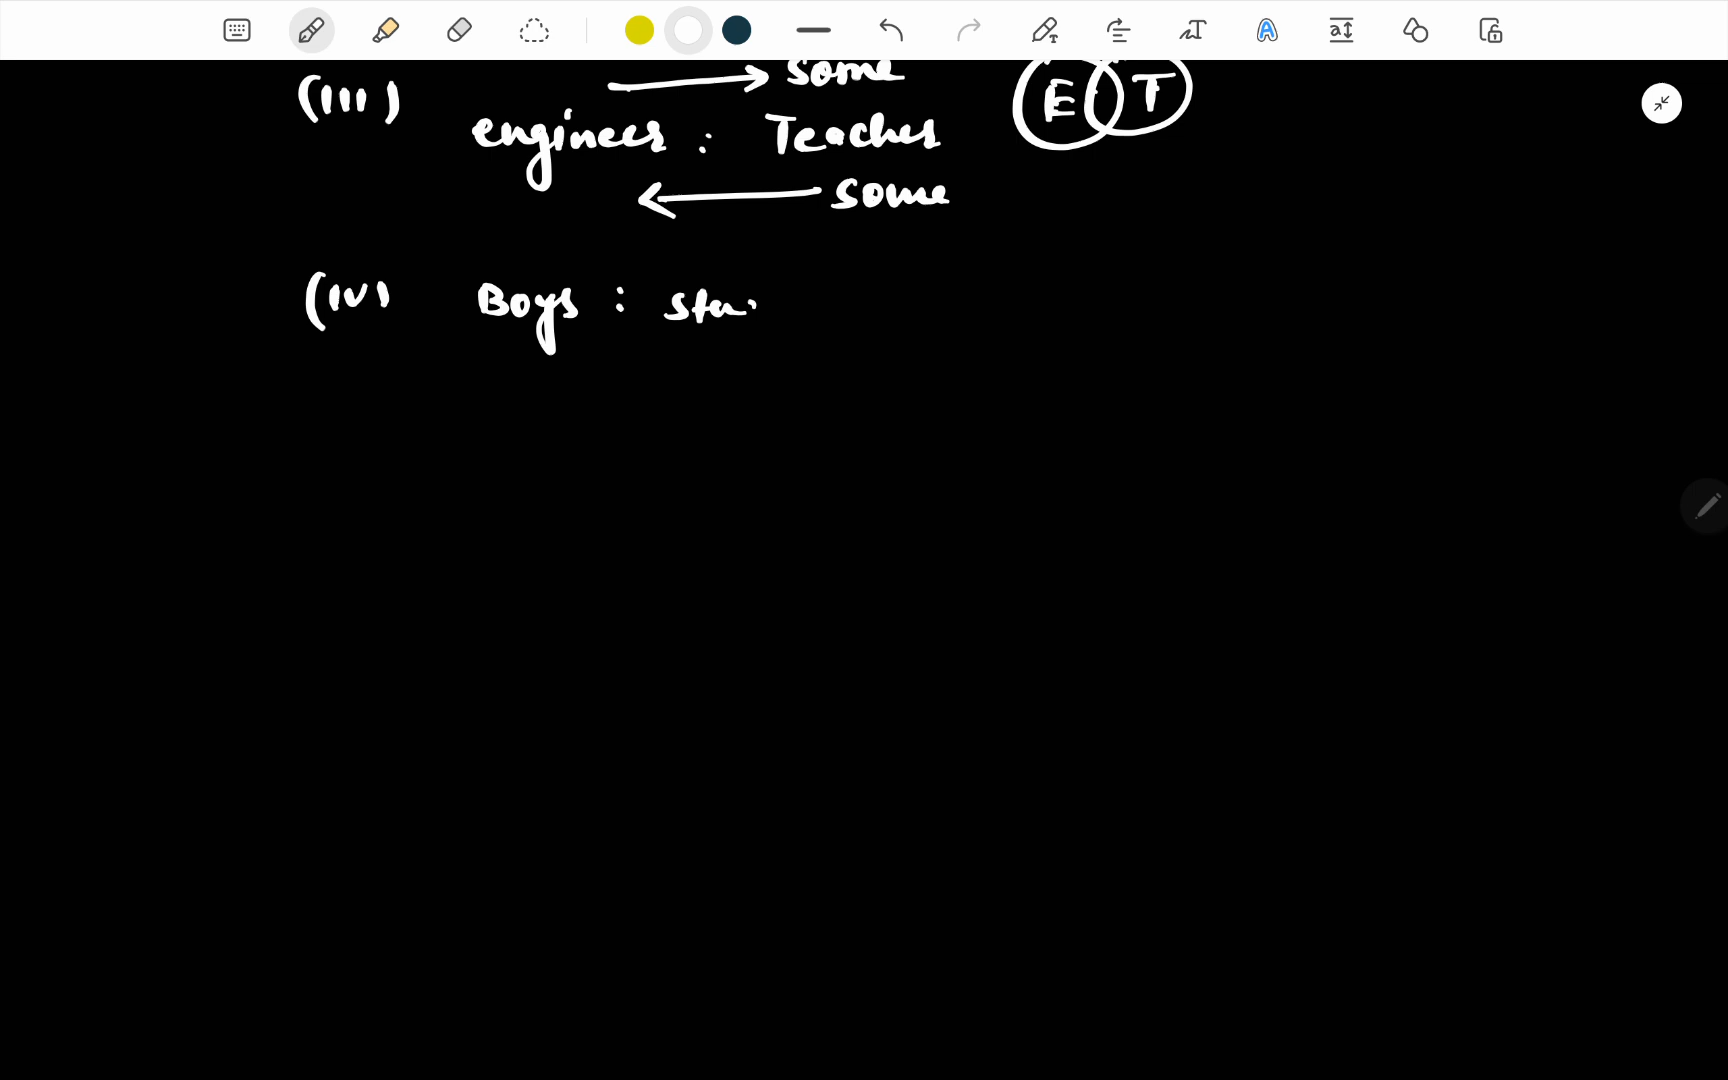 some
(iii) engineer : Teacher E T
some
(iv) Boys :